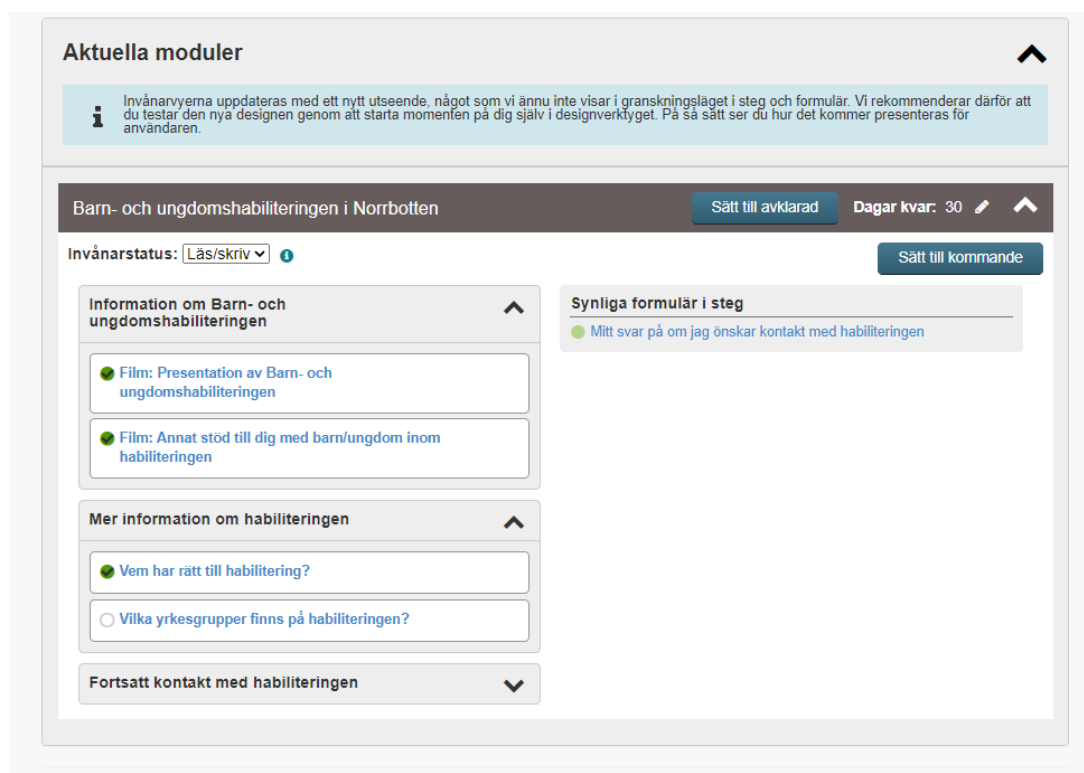 Aktuella moduler
Invånarvyerna uppdateras med ett nytt utseende, något som vi ännu inte visar i granskningsläget i steg och formulär. Vi rekommenderar därför att
du testar den nya designen genom att starta momenten på dig själv i designverktyget. På så sätt ser du hur det kommer presenteras för
användaren.
Barn- och ungdomshabiliteringen i Norrbotten
Sätt till avklarad
Dagar kvar: 30
Invånarstatus: Läs/skriv
Sätt till kommande
Information om Barn- och
ungdomshabiliteringen
Film: Presentation av Barn- och
ungdomshabiliteringen
Film: Annat stöd till dig med barn/ungdom inom
habiliteringen
Mer information om habiliteringen
Vem har rätt till habilitering?
Vilka yrkesgrupper finns på habiliteringen?
Fortsatt kontakt med habiliteringen
Synliga formulär i steg
Mitt svar på om jag önskar kontakt med habiliteringen